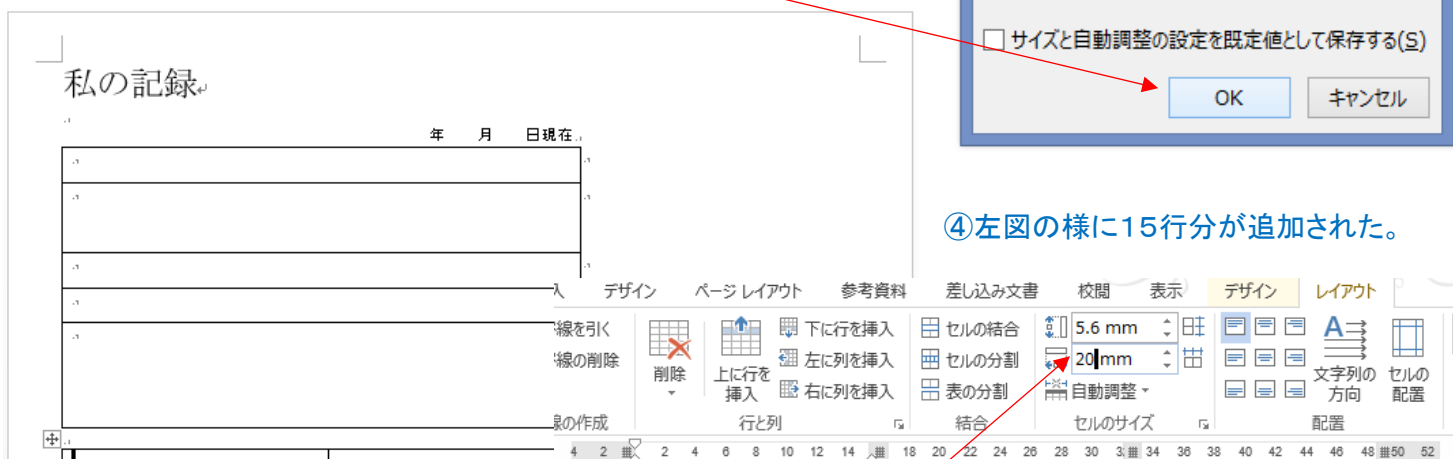 サイズと自動調整の設定を既定値として保存する(S)
OK キャンセル
私の記録
年 月 日現在
④左図の様に15行分が追加された。
デザイン ページ レイアウト 参考資料 差し込み文書 校閲 表示 デザイン レイアウト
線を引く 下に行を挿入 セルの結合 5.6 mm
線の削除 左に列を挿入 セルの分割 20 mm
削除 上に行を挿入 右に列を挿入 表の分割 自動調整 文字列の方向 セルの配置
の作成 行と列 結合 セルのサイズ 配置
4 2 2 4 6 8 10 12 14 18 20 22 24 26 28 30 34 36 38 40 42 44 46 48 50 52